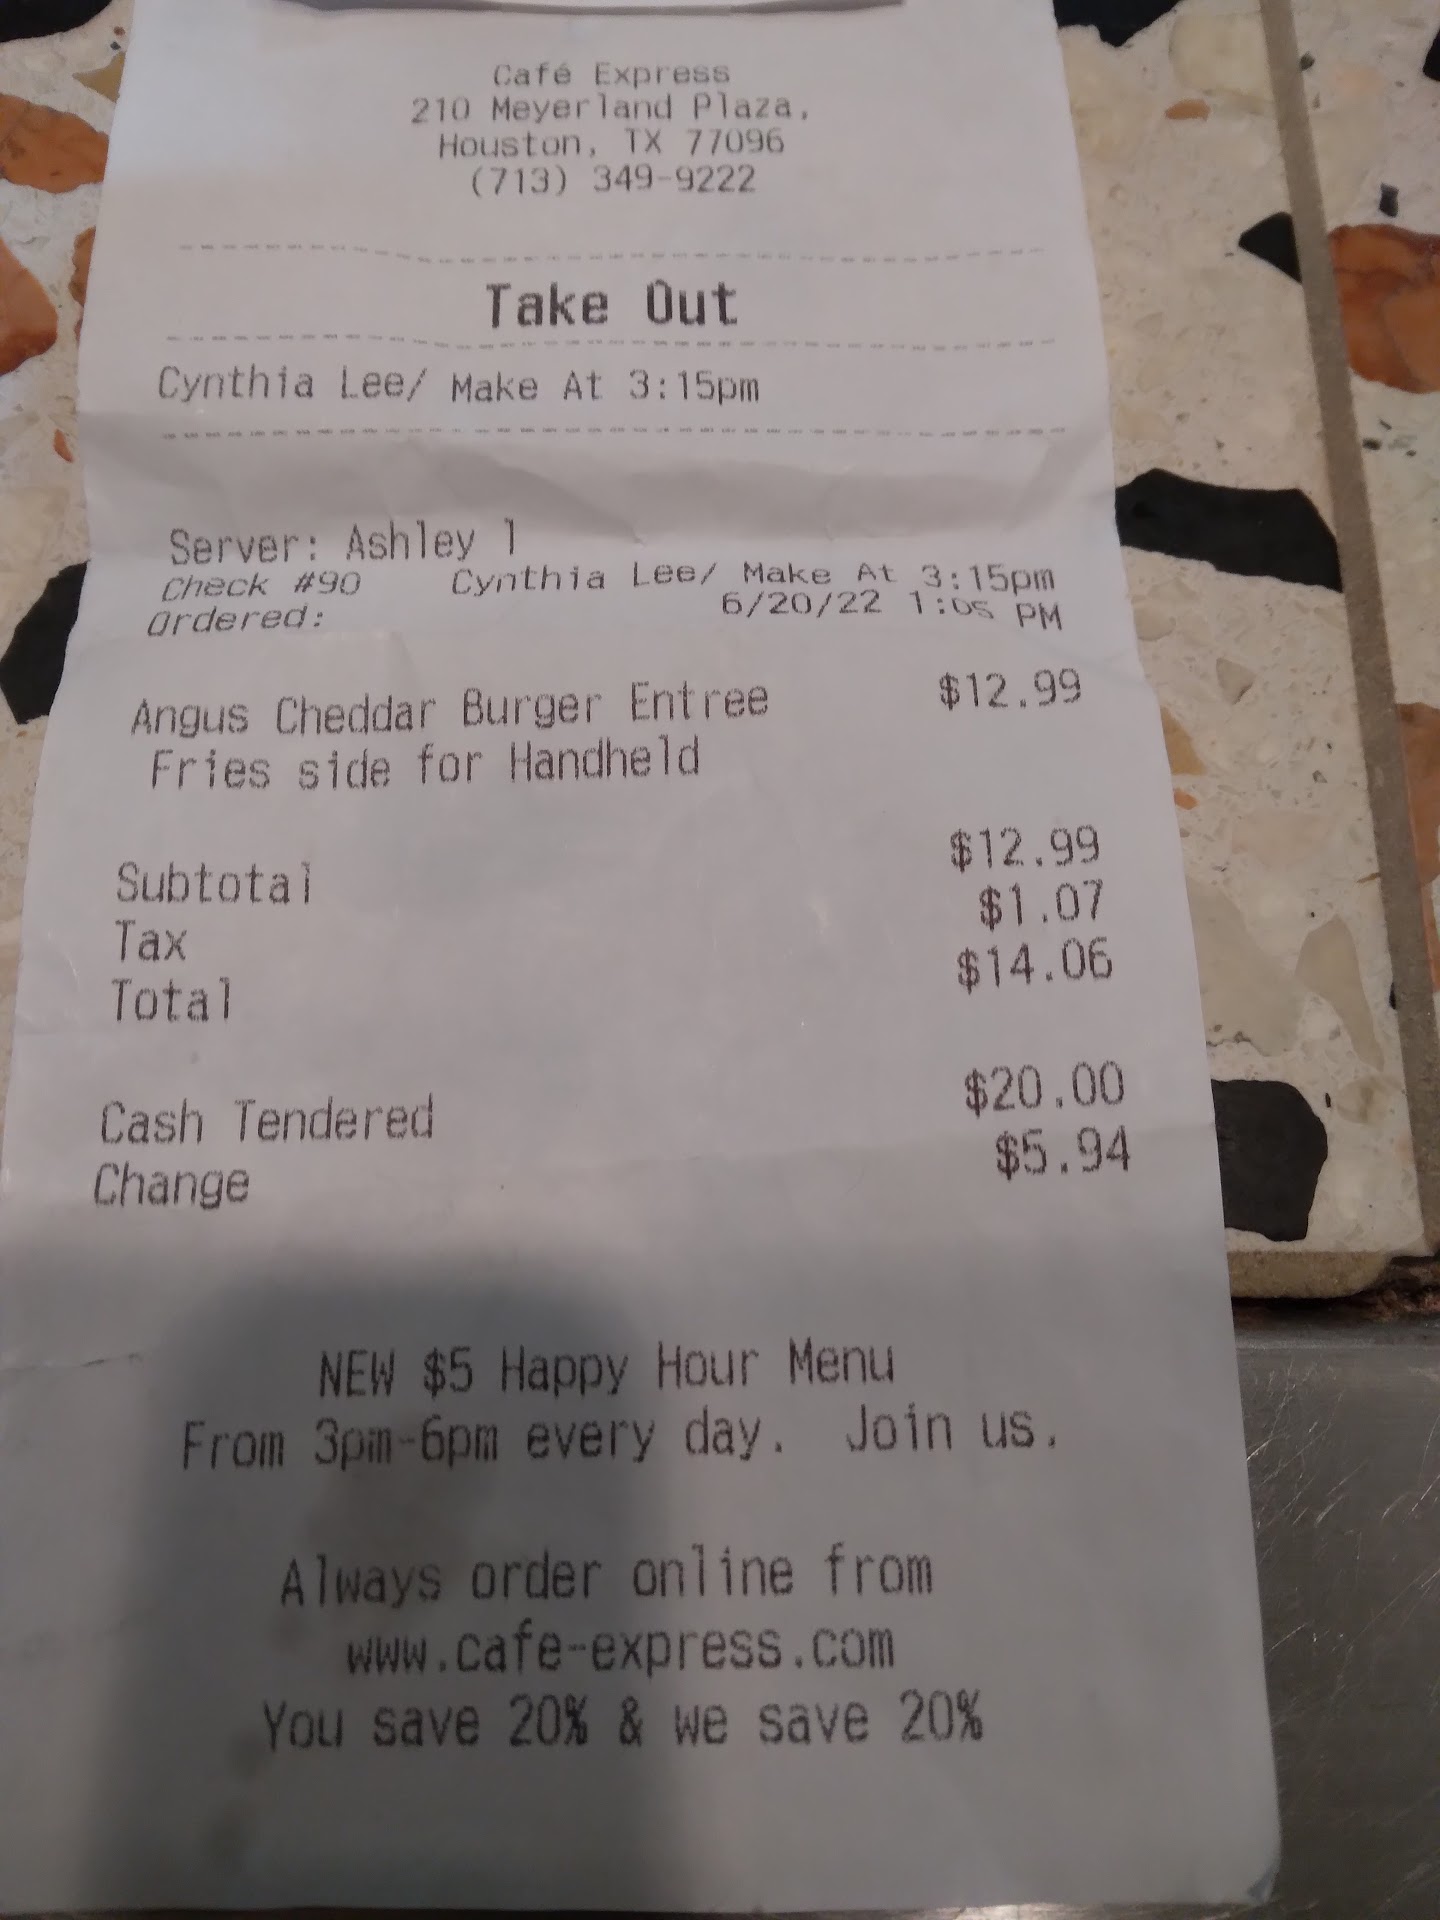 Café Express
210 Meyerland Plaza,
Houston, TX 77096
(713) 349-9222
Take Out
Cynthia Lee/ Make At 3:15pm
Server: Ashley l
Check #90 Cynthia Lee/ Make At 3:15pm
Ordered: 6/20/22 1:05 PM
Angus Cheddar Burger Entree $12.99
Fries side for Handheld
Subtotal $12.99
Tax $1.07
Total $14.06
Cash Tendered $20.00
Change $5.94
NEW $5 Happy Hour Menu
From 3pm-6pm every day. Join us.
Always order online from
www.cafe-express.com
You save 20% & we save 20%